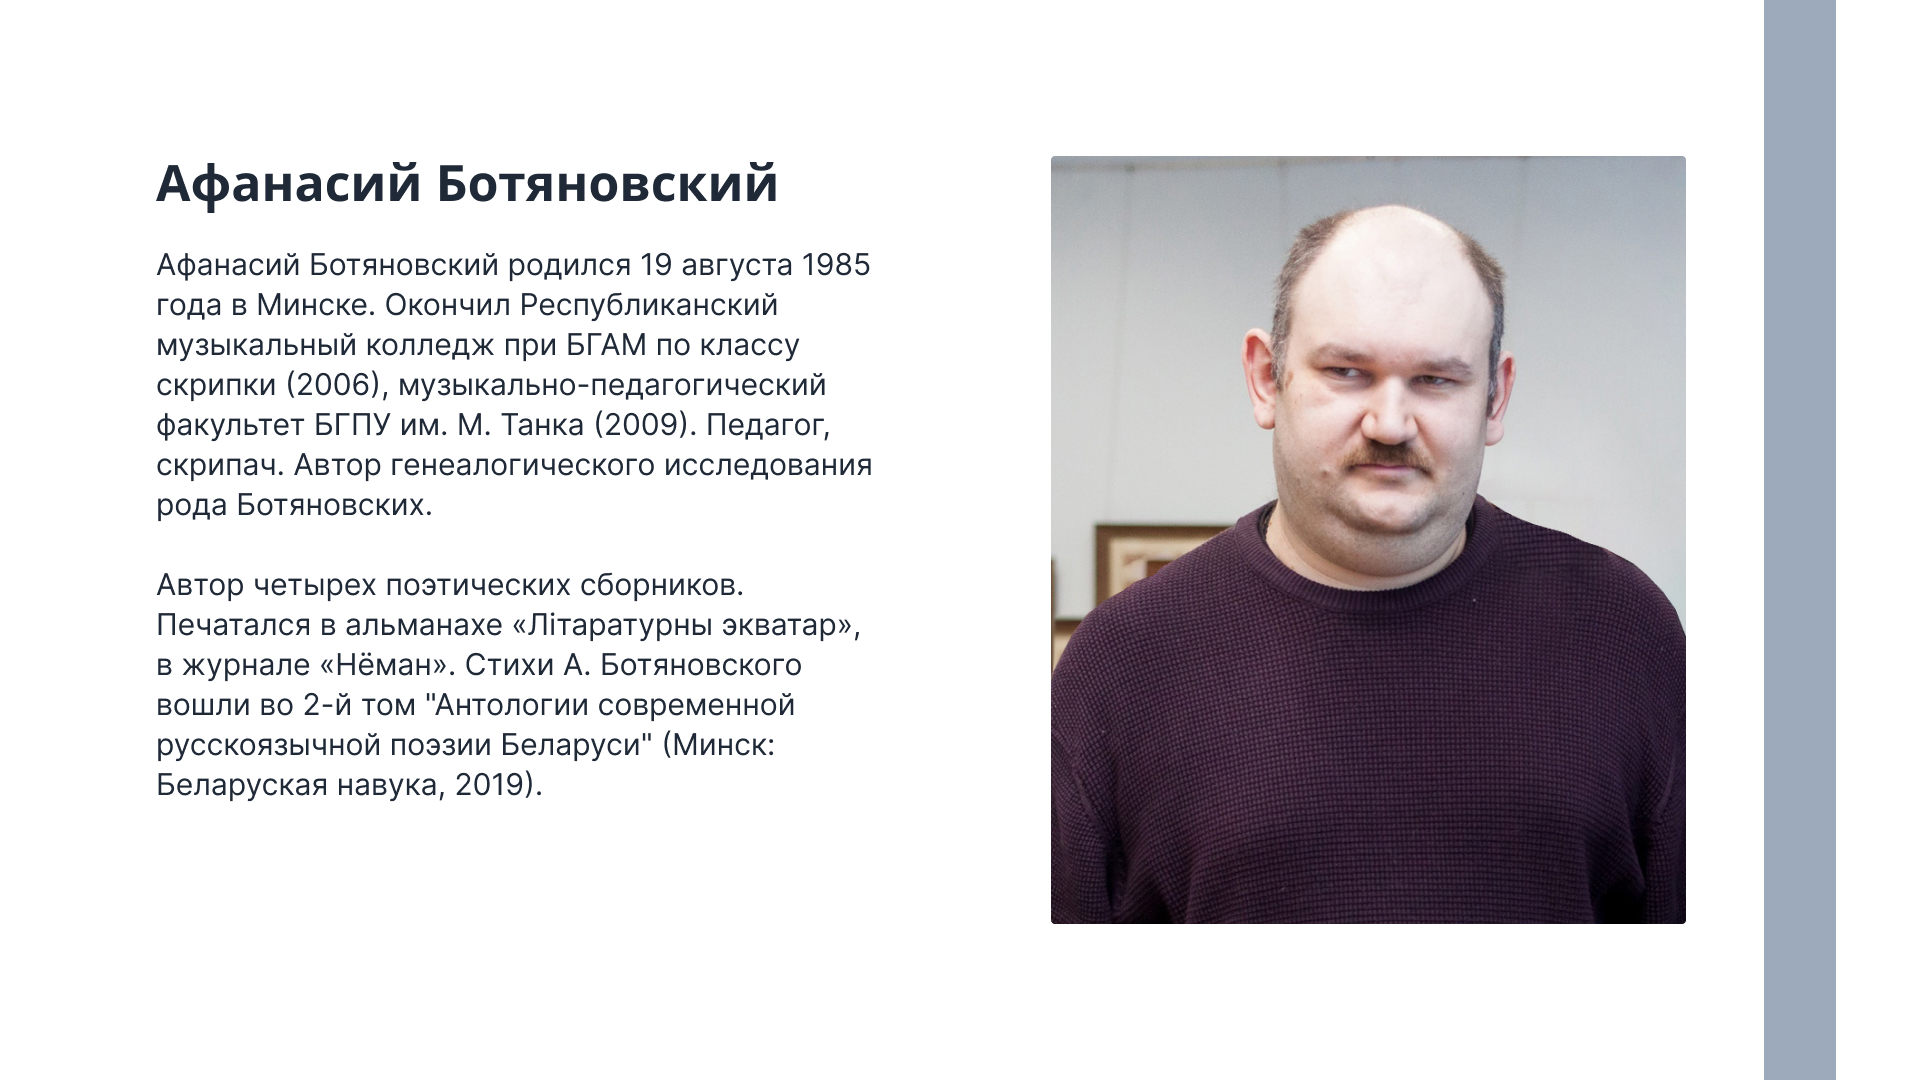 Афанасий Ботяновский
Афанасий Ботяновский родился 19 августа 1985
года в Минске. Окончил Республиканский
музыкальный колледж при БГАМ по классу
скрипки (2006), музыкально-педагогический
факультет БГПУ им. М. Танка (2009). Педагог,
скрипач. Автор генеалогического исследования
рода Ботяновских.
Автор четырех поэтических сборников.
Печатался в альманахе «Літаратурны экватар»,
в журнале «Нёман». Стихи А. Ботяновского
вошли во 2-й том "Антологии современной
русскоязычной поэзии Беларуси" (Минск:
Беларуская навука, 2019).